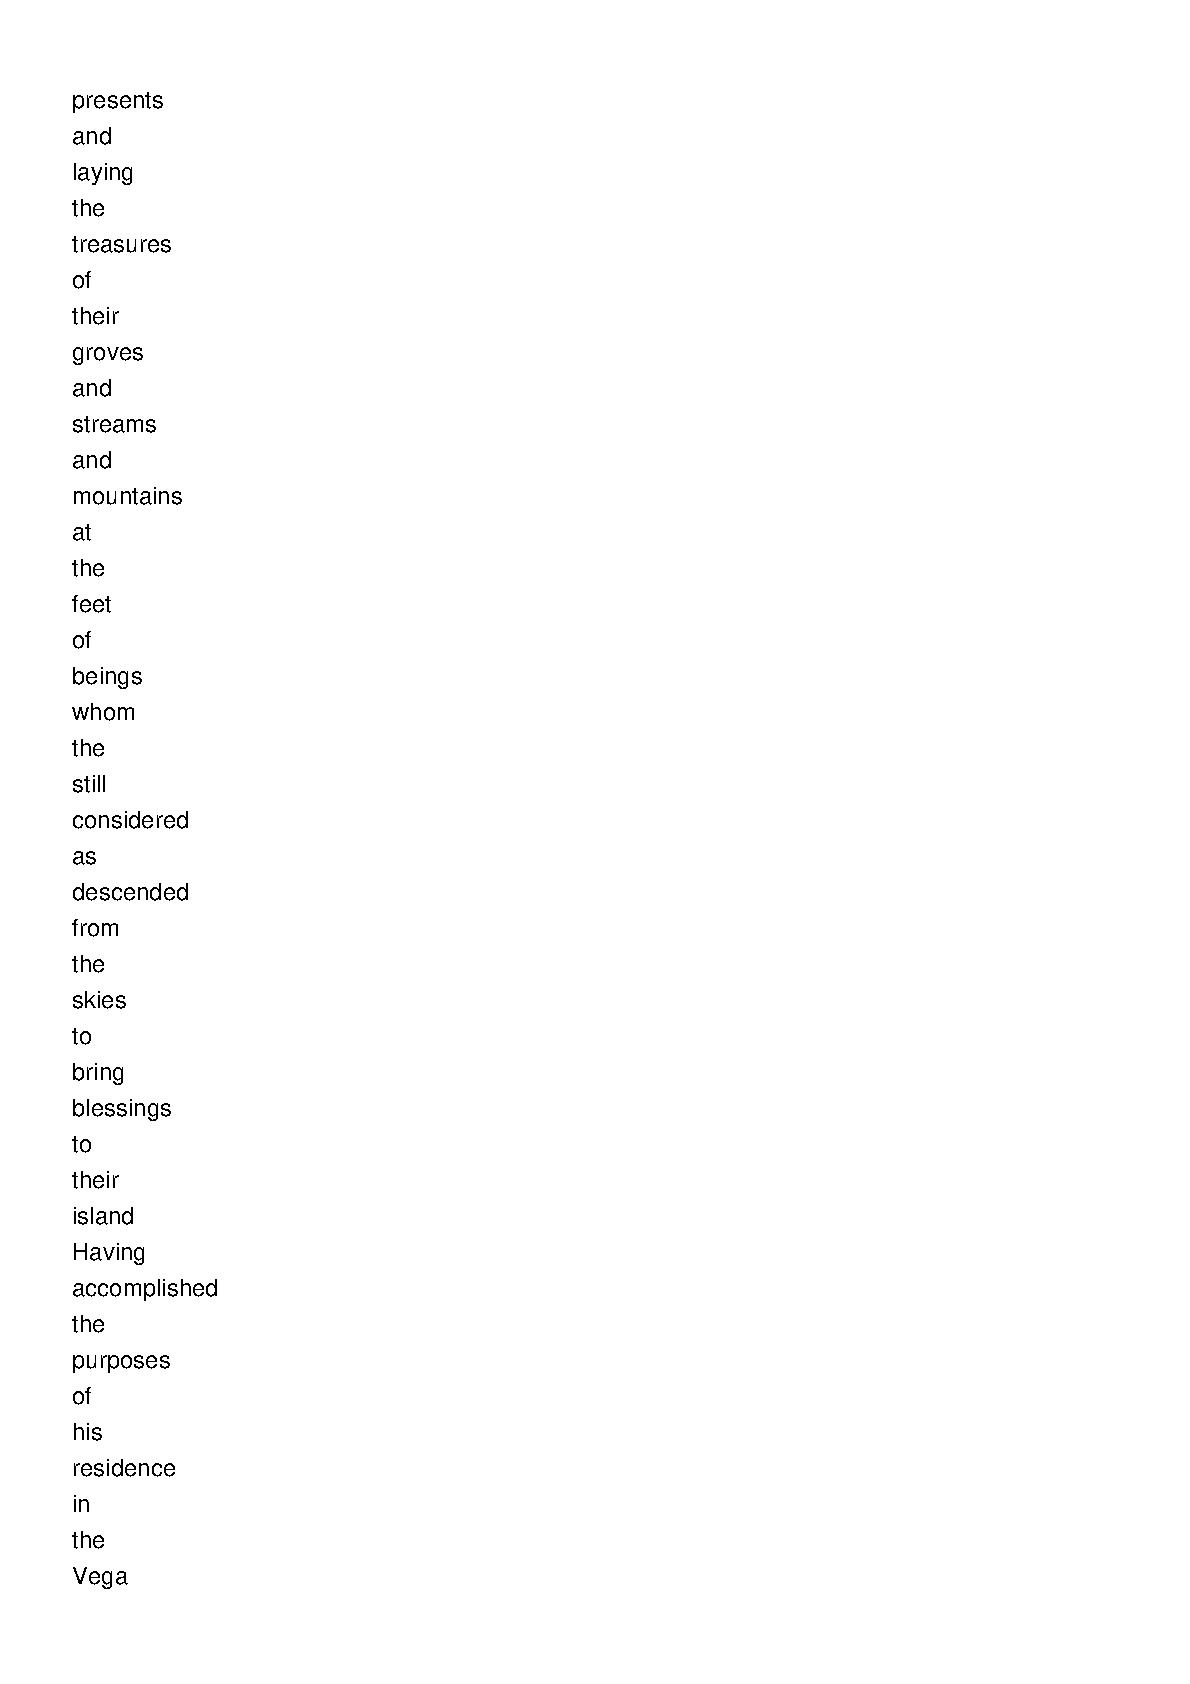 presents
and
laying
the
treasures
of
their
groves
and
streams
and
mountains
at
the
feet
of
beings
whom
the
still
considered
as
descended
from
the
skies
to
bring
blessings
to
their
island
Having
accomplished
the
purposes
of
his
residence
in
the
Vega